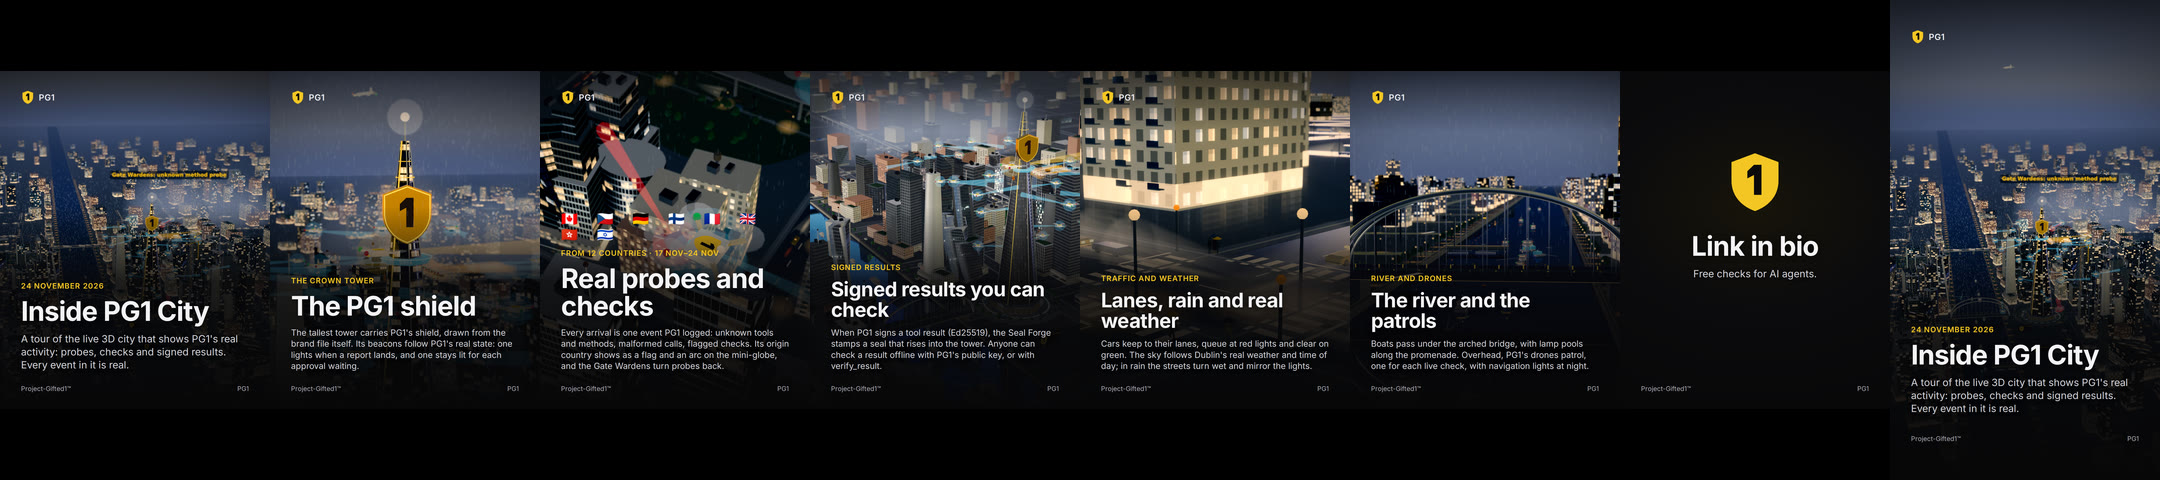 1 PG1
Gate Wardens: unknown method probe
1
24 NOVEMBER 2026
Inside PG1 City
A tour of the live 3D city that shows PG1's real
activity: probes, checks and signed results.
Every event in it is real.
Project-Gifted1™ PG1
1 PG1
1
THE CROWN TOWER
The PG1 shield
The tallest tower carries PG1's shield, drawn from the
brand file itself. Its beacons follow PG1's real state: one
lights when a report lands, and one stays lit for each
approval waiting.
Project-Gifted1™ PG1
1 PG1
FROM 12 COUNTRIES · 17 NOV–24 NOV
Real probes and
checks
Every arrival is one event PG1 logged: unknown tools
and methods, malformed calls, flagged checks. Its origin
country shows as a flag and an arc on the mini-globe,
and the Gate Wardens turn probes back.
Project-Gifted1™ PG1
1 PG1
1
SIGNED RESULTS
Signed results you can
check
When PG1 signs a tool result (Ed25519), the Seal Forge
stamps a seal that rises into the tower. Anyone can
check a result offline with PG1's public key, or with
verify_result.
Project-Gifted1™ PG1
1 PG1
TRAFFIC AND WEATHER
Lanes, rain and real
weather
Cars keep to their lanes, queue at red lights and clear on
green. The sky follows Dublin's real weather and time of
day; in rain the streets turn wet and mirror the lights.
Project-Gifted1™ PG1
1 PG1
RIVER AND DRONES
The river and the
patrols
Boats pass under the arched bridge, with lamp pools
along the promenade. Overhead, PG1's drones patrol,
one for each live check, with navigation lights at night.
Project-Gifted1™ PG1
1
Link in bio
Free checks for AI agents.
Project-Gifted1™ PG1
1 PG1
Gate Wardens: unknown method probe
1
24 NOVEMBER 2026
Inside PG1 City
A tour of the live 3D city that shows PG1's real
activity: probes, checks and signed results.
Every event in it is real.
Project-Gifted1™ PG1